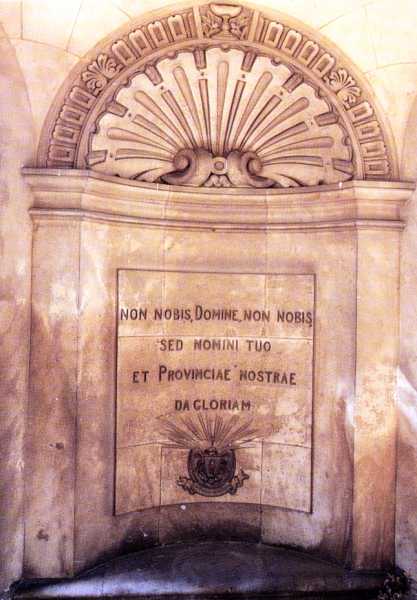 NON NOBIS, DOMINE, NON NOBIS,
SED NOMINI TUO
ET PROVINCIAE NOSTRAE
DA GLORIAM